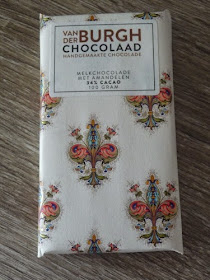 VAN DER BURGH
CHOCOLAAD
HANDGEMAAKTE CHOCOLADE
MELKCHOCOLADE
MET AMANDELEN
34% CACAO
100 GRAM